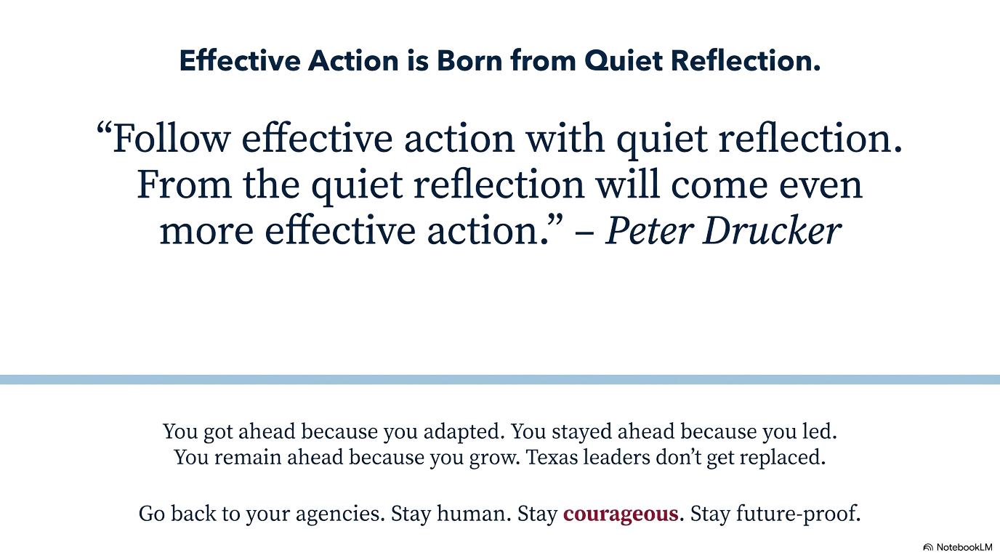 Effective Action is Born from Quiet Reflection.
“Follow effective action with quiet reflection.
From the quiet reflection will come even
more effective action.” – Peter Drucker
You got ahead because you adapted. You stayed ahead because you led.
You remain ahead because you grow. Texas leaders don’t get replaced.
Go back to your agencies. Stay human. Stay courageous. Stay future-proof.
NotebookLM